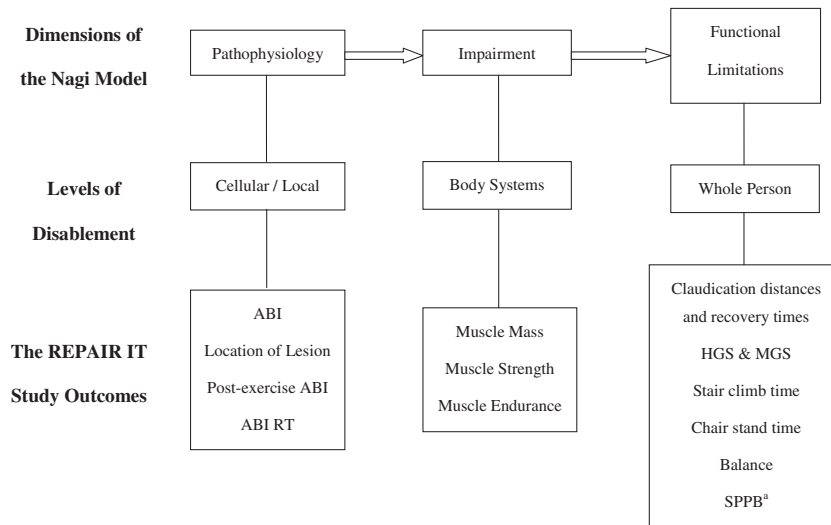 Dimensions of
the Nagi Model
Pathophysiology
Impairment
Functional
Limitations
Levels of
Disablement
Cellular / Local
Body Systems
Whole Person
The REPAIR IT
Study Outcomes
ABI
Location of Lesion
Post-exercise ABI
ABI RT
Muscle Mass
Muscle Strength
Muscle Endurance
Claudication distances
and recovery times
HGS & MGS
Stair climb time
Chair stand time
Balance
SPPBᵃ